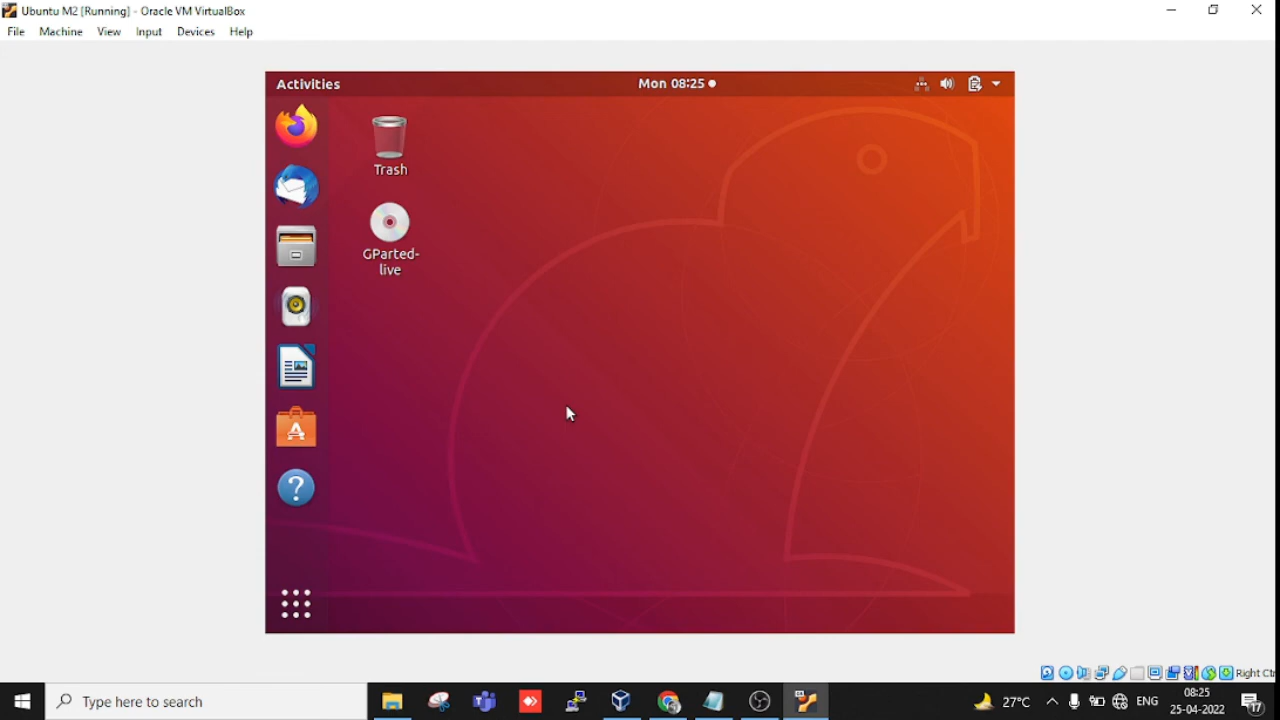 Ubuntu M2 [Running] - Oracle VM VirtualBox
File Machine View Input Devices Help
Activities
Mon 08:25
Trash
GParted-
live
Right Ctr
Type here to search
27°C
ENG
08:25
25-04-2022
17